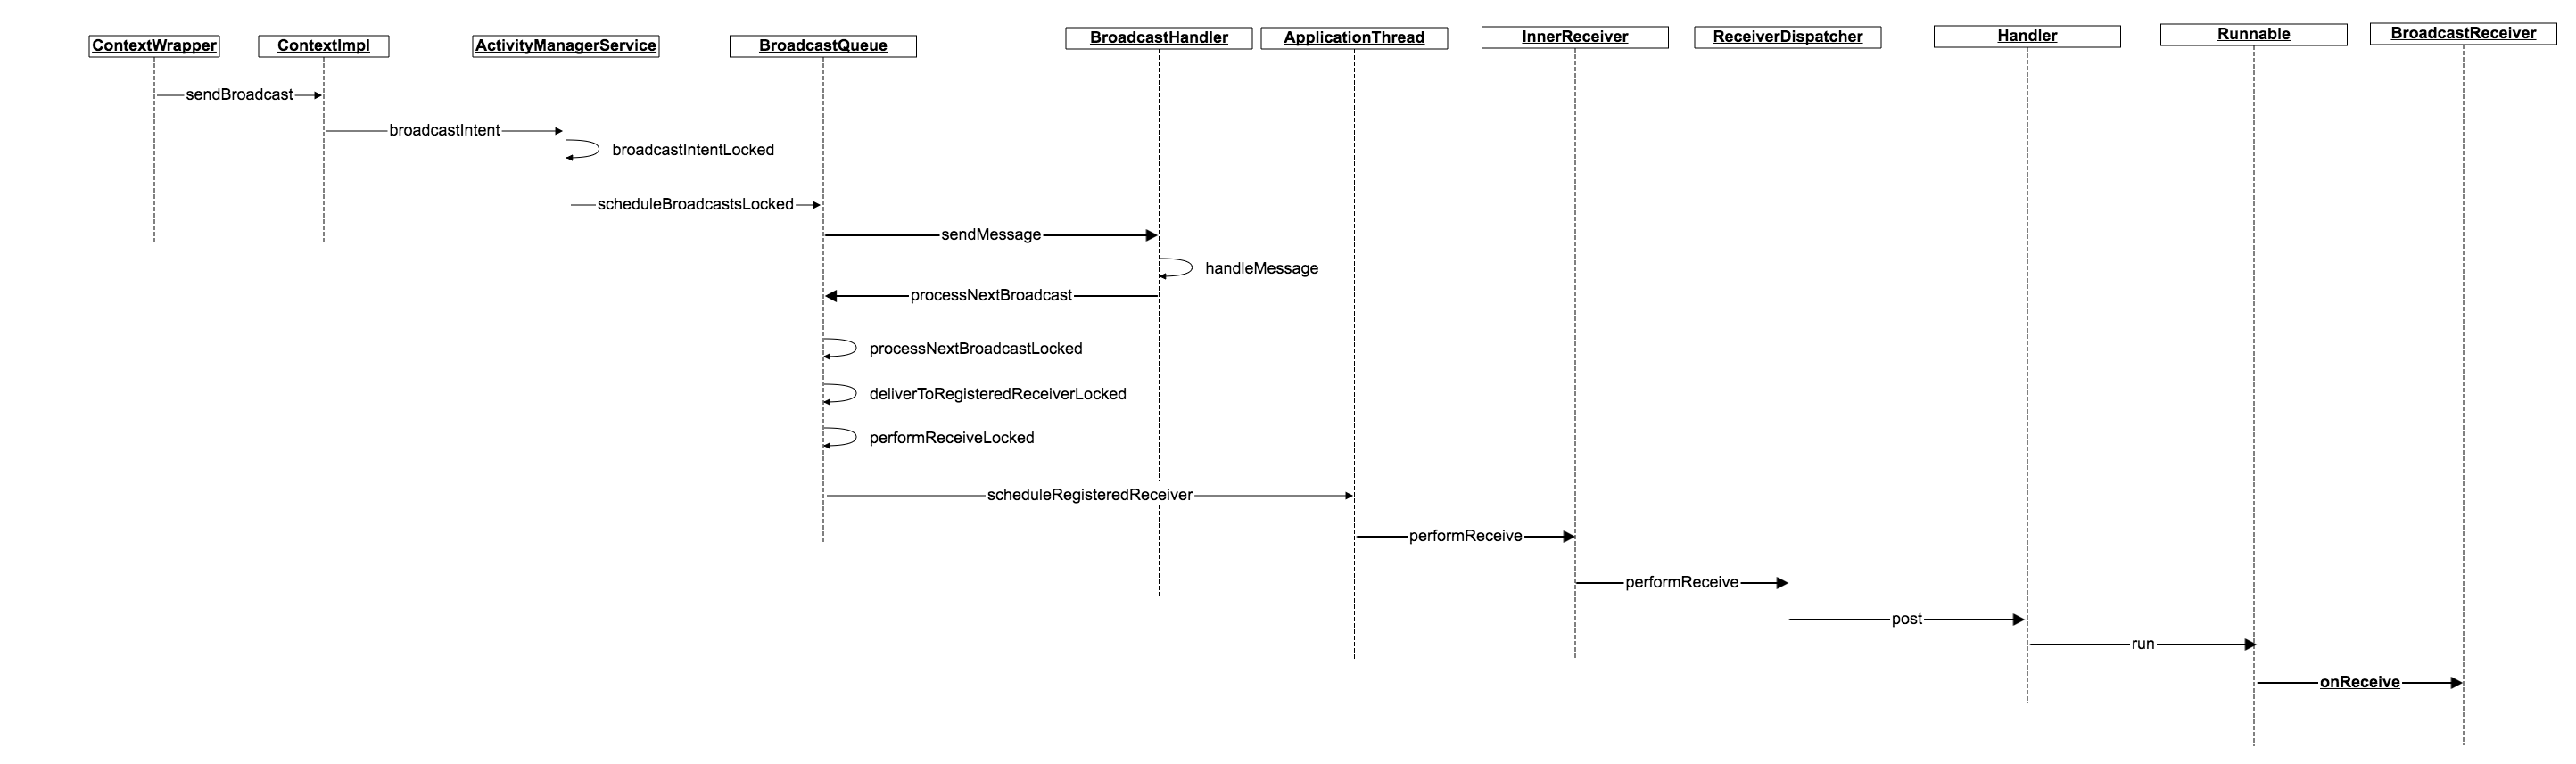 ContextWrapper
ContextImpl
ActivityManagerService
BroadcastQueue
BroadcastHandler
ApplicationThread
InnerReceiver
ReceiverDispatcher
Handler
Runnable
BroadcastReceiver
sendBroadcast
broadcastIntent
broadcastIntentLocked
scheduleBroadcastsLocked
sendMessage
handleMessage
processNextBroadcast
processNextBroadcastLocked
deliverToRegisteredReceiverLocked
performReceiveLocked
scheduleRegisteredReceiver
performReceive
performReceive
post
run
onReceive